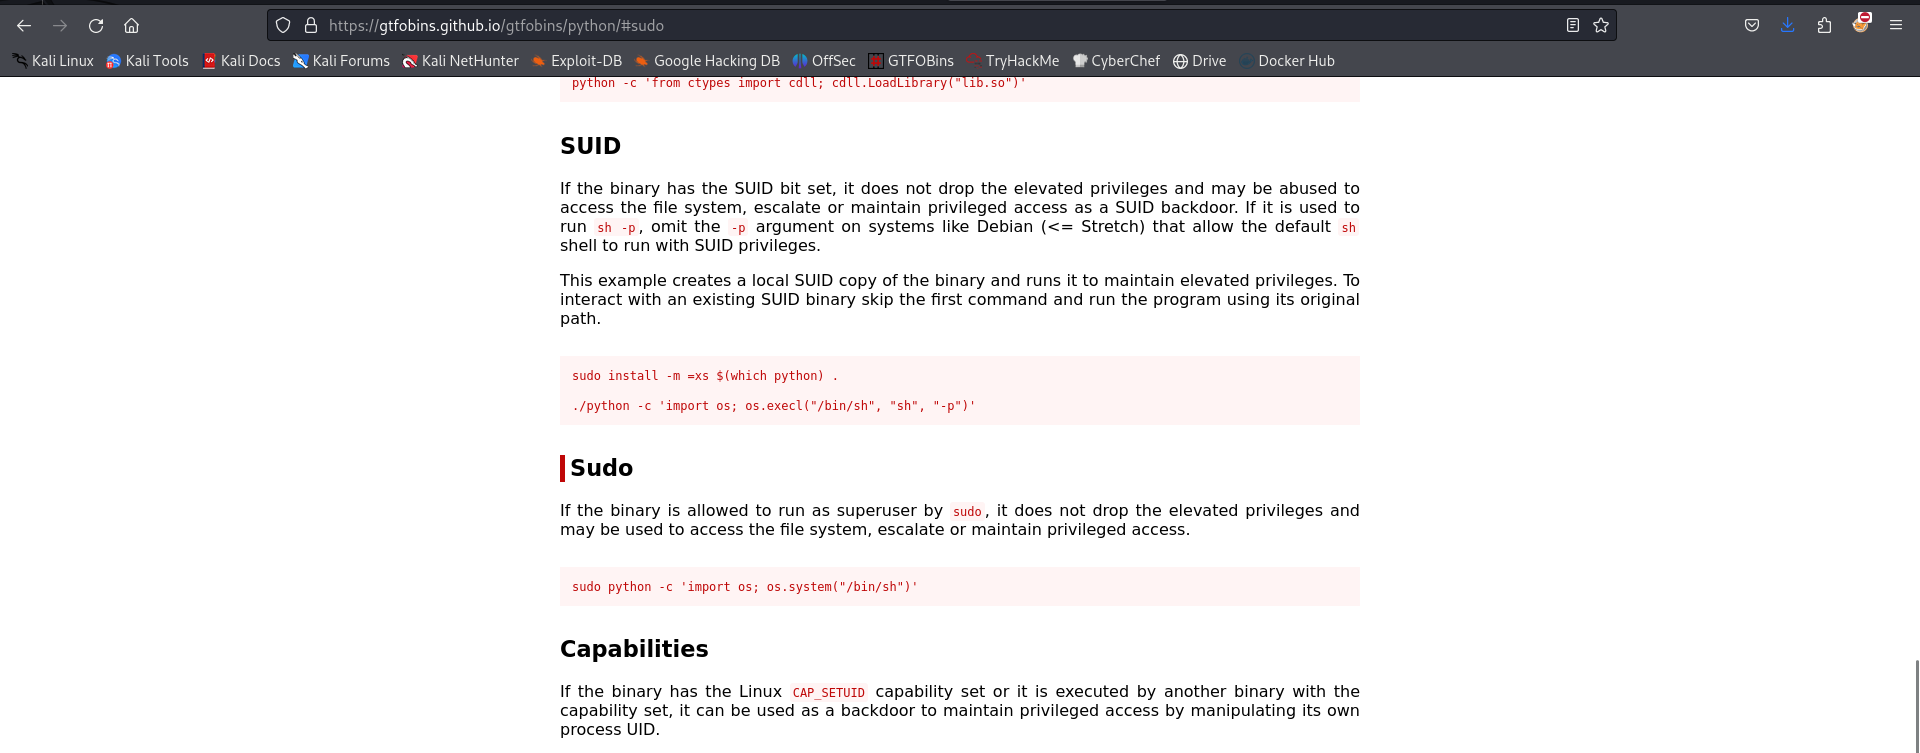 https://gtfobins.github.io/gtfobins/python/#sudo
Kali Linux Kali Tools Kali Docs Kali Forums Kali NetHunter Exploit-DB Google Hacking DB OffSec GTFOBins TryHackMe CyberChef Drive Docker Hub
python -c 'from ctypes import cdll; cdll.LoadLibrary("lib.so")'
SUID
If the binary has the SUID bit set, it does not drop the elevated privileges and may be abused to
access the file system, escalate or maintain privileged access as a SUID backdoor. If it is used to
run sh -p, omit the -p argument on systems like Debian (<= Stretch) that allow the default sh
shell to run with SUID privileges.
This example creates a local SUID copy of the binary and runs it to maintain elevated privileges. To
interact with an existing SUID binary skip the first command and run the program using its original
path.
sudo install -m =xs $(which python) .
./python -c 'import os; os.execl("/bin/sh", "sh", "-p")'
Sudo
If the binary is allowed to run as superuser by sudo, it does not drop the elevated privileges and
may be used to access the file system, escalate or maintain privileged access.
sudo python -c 'import os; os.system("/bin/sh")'
Capabilities
If the binary has the Linux CAP_SETUID capability set or it is executed by another binary with the
capability set, it can be used as a backdoor to maintain privileged access by manipulating its own
process UID.